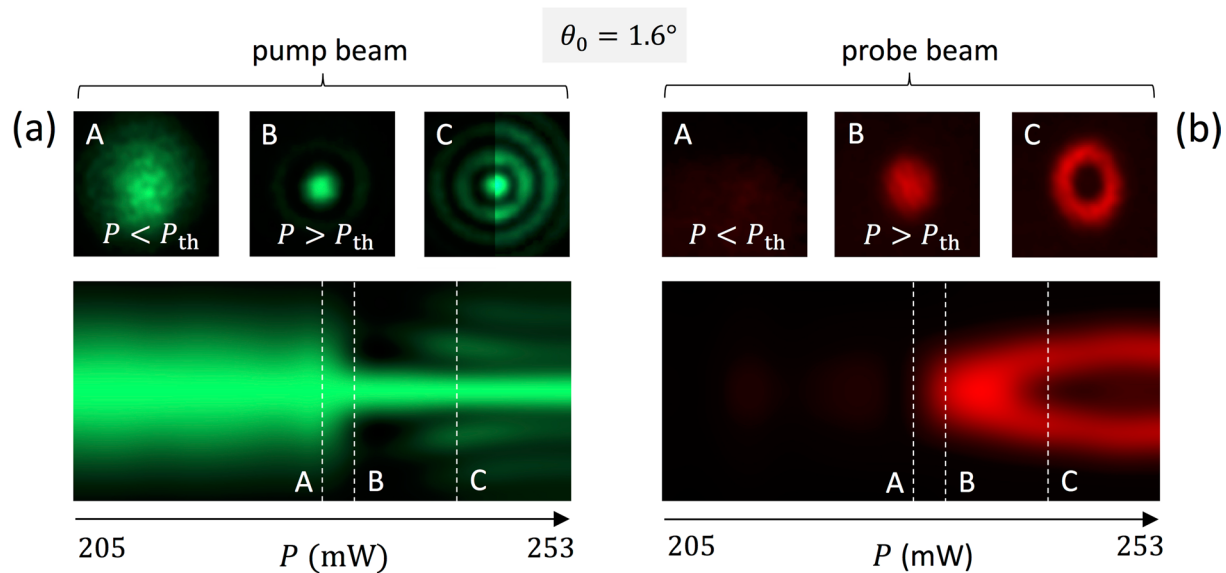 θ₀ = 1.6°
pump beam
probe beam
(a)
A
P < Pth
B
P > Pth
C
A
P < Pth
B
P > Pth
C
(b)
A
B
C
A
B
C
205
P (mW)
253
205
P (mW)
253